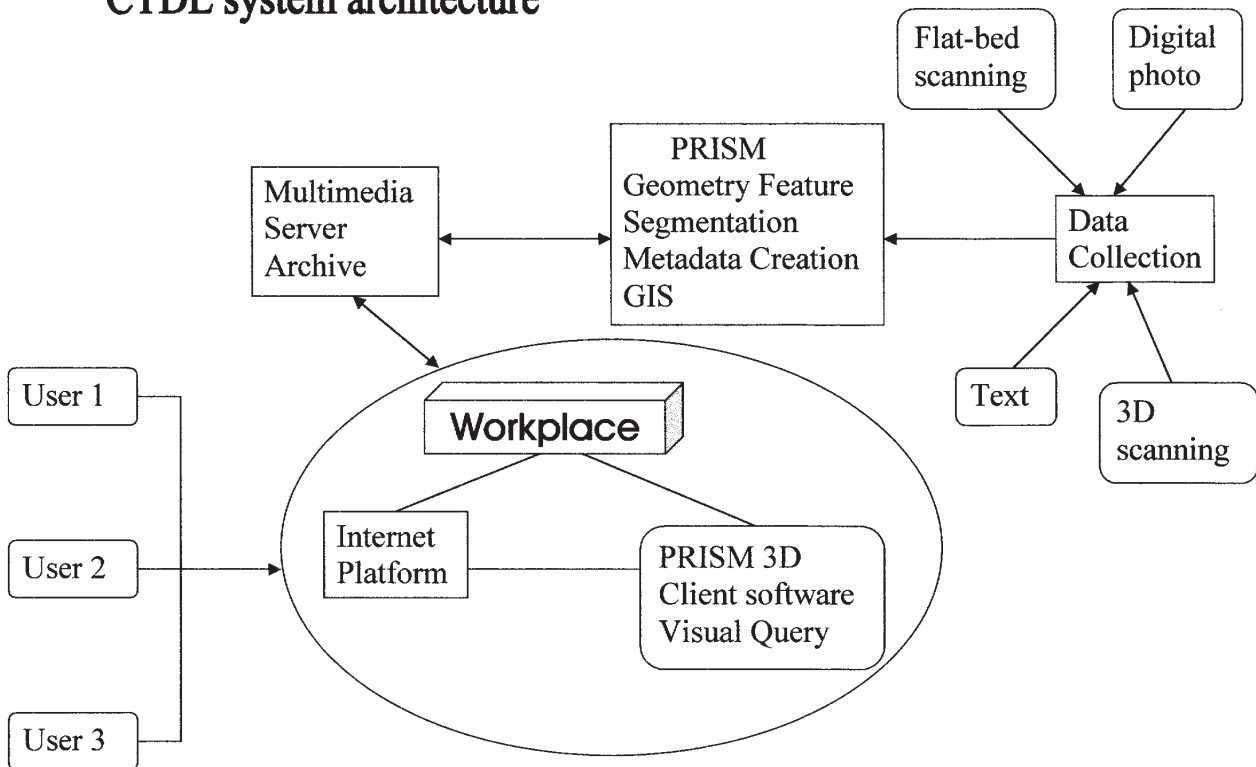 CTDL system architecture
Flat-bed
scanning
Digital
photo
PRISM
Geometry Feature
Segmentation
Metadata Creation
GIS
Multimedia
Server
Archive
Data
Collection
Text
3D
scanning
User 1
User 2
User 3
Workplace
Internet
Platform
PRISM 3D
Client software
Visual Query